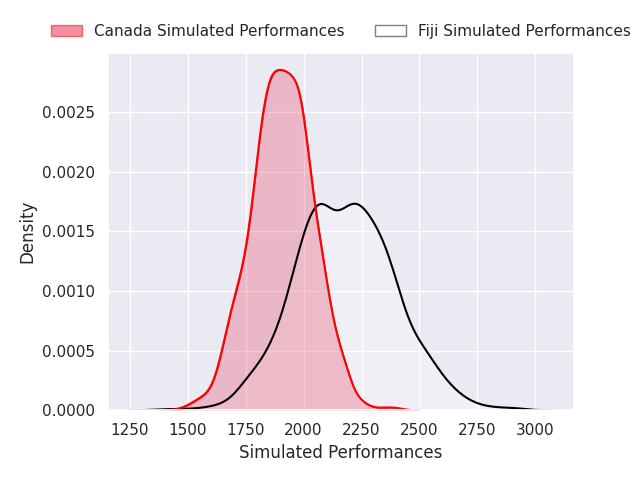 Canada Simulated Performances Fiji Simulated Performances
0.0025
0.0020
0.0015
0.0010
0.0005
0.0000
Density
1250 1500 1750 2000 2250 2500 2750 3000
Simulated Performances